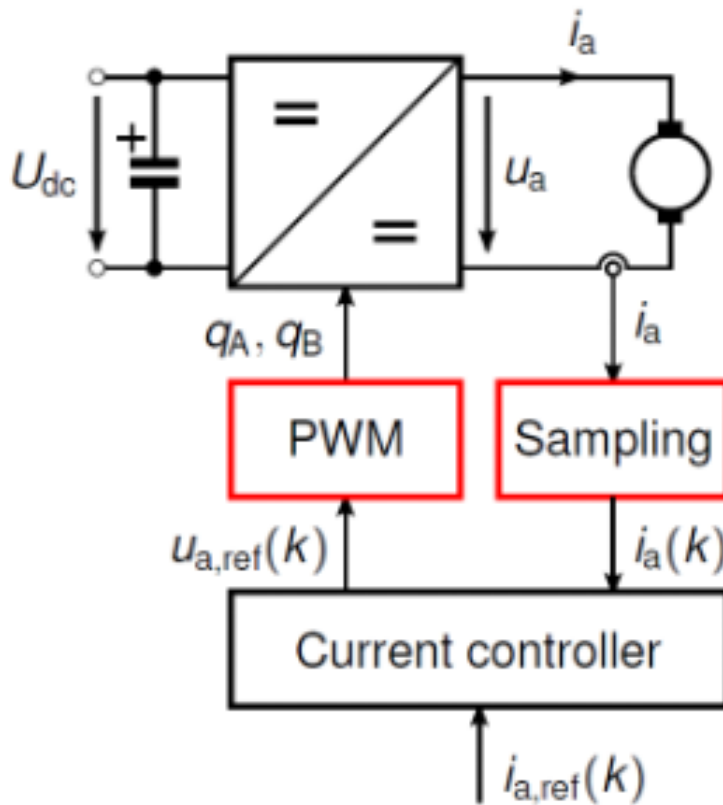 i_a
+
U_dc
=
=
u_a
q_A, q_B
i_a
PWM
Sampling
u_a,ref(k)
i_a(k)
Current controller
i_a,ref(k)